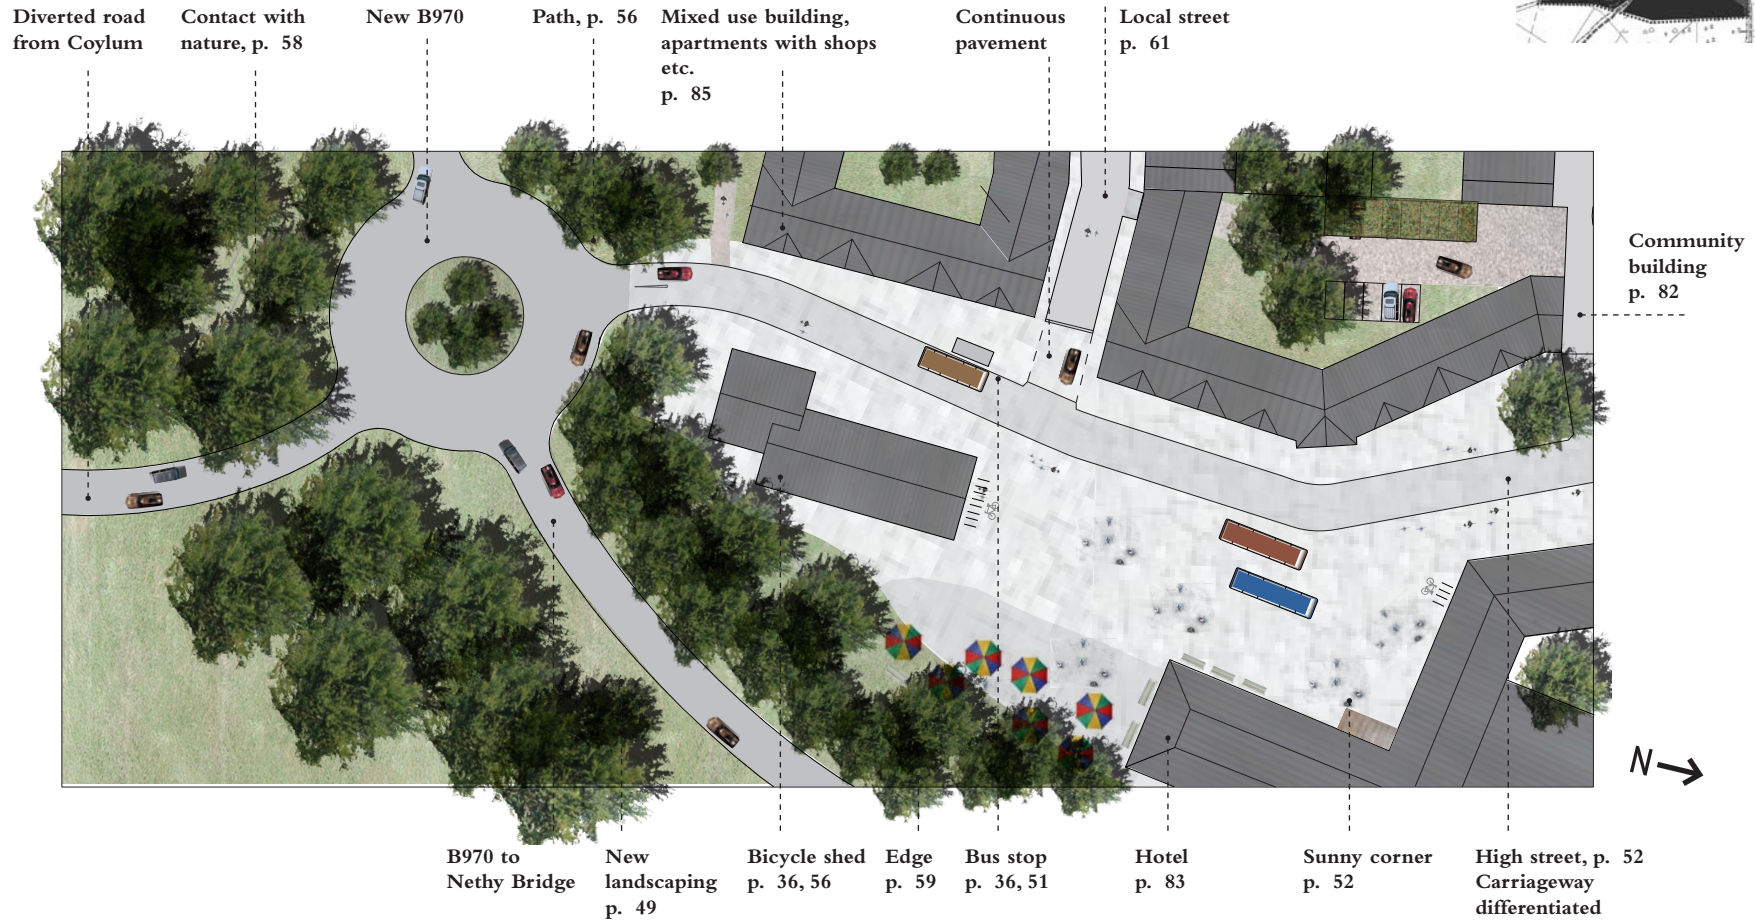 Diverted road
from Coylum
Contact with
nature, p. 58
New B970
Path, p. 56
Mixed use building,
apartments with shops
etc.
p. 85
Continuous
pavement
Local street
p. 61
Community
building
p. 82
N
B970 to
Nethy Bridge
New
landscaping
p. 49
Bicycle shed
p. 36, 56
Edge
p. 59
Bus stop
p. 36, 51
Hotel
p. 83
Sunny corner
p. 52
High street, p. 52
Carriageway
differentiated